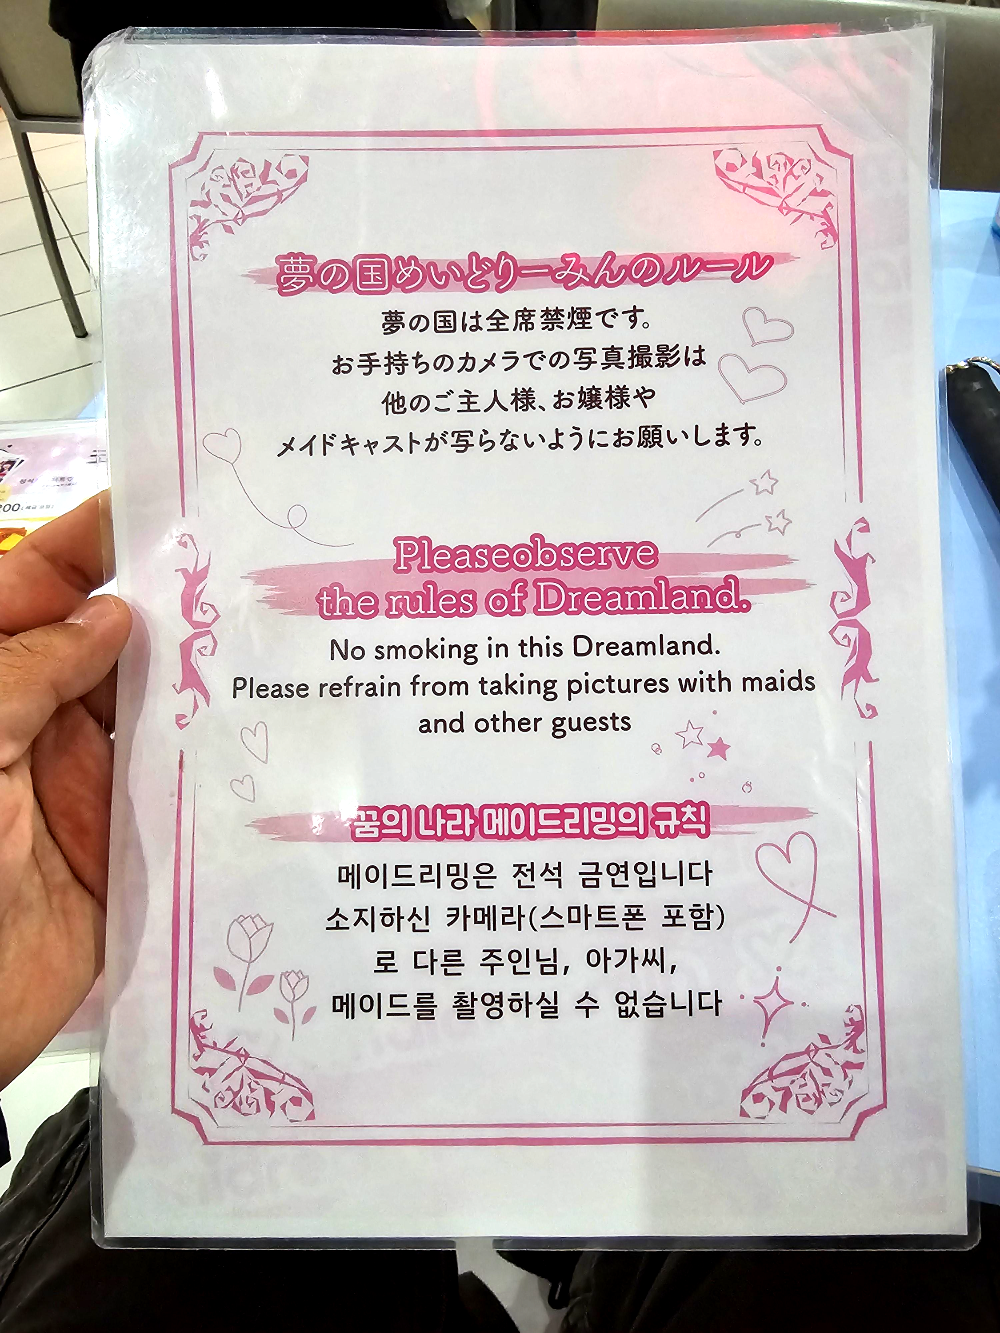 夢の国めいどりーみんのルール
夢の国は全席禁煙です。
お手持ちのカメラでの写真撮影は
他のご主人様、お嬢様や
メイドキャストが写らないようにお願いします。
Pleaseobserve
the rules of Dreamland.
No smoking in this Dreamland.
Please refrain from taking pictures with maids
and other guests
꿈의 나라 메이드리밍의 규칙
메이드리밍은 전석 금연입니다
소지하신 카메라(스마트폰 포함)
로 다른 주인님, 아가씨,
메이드를 촬영하실 수 없습니다